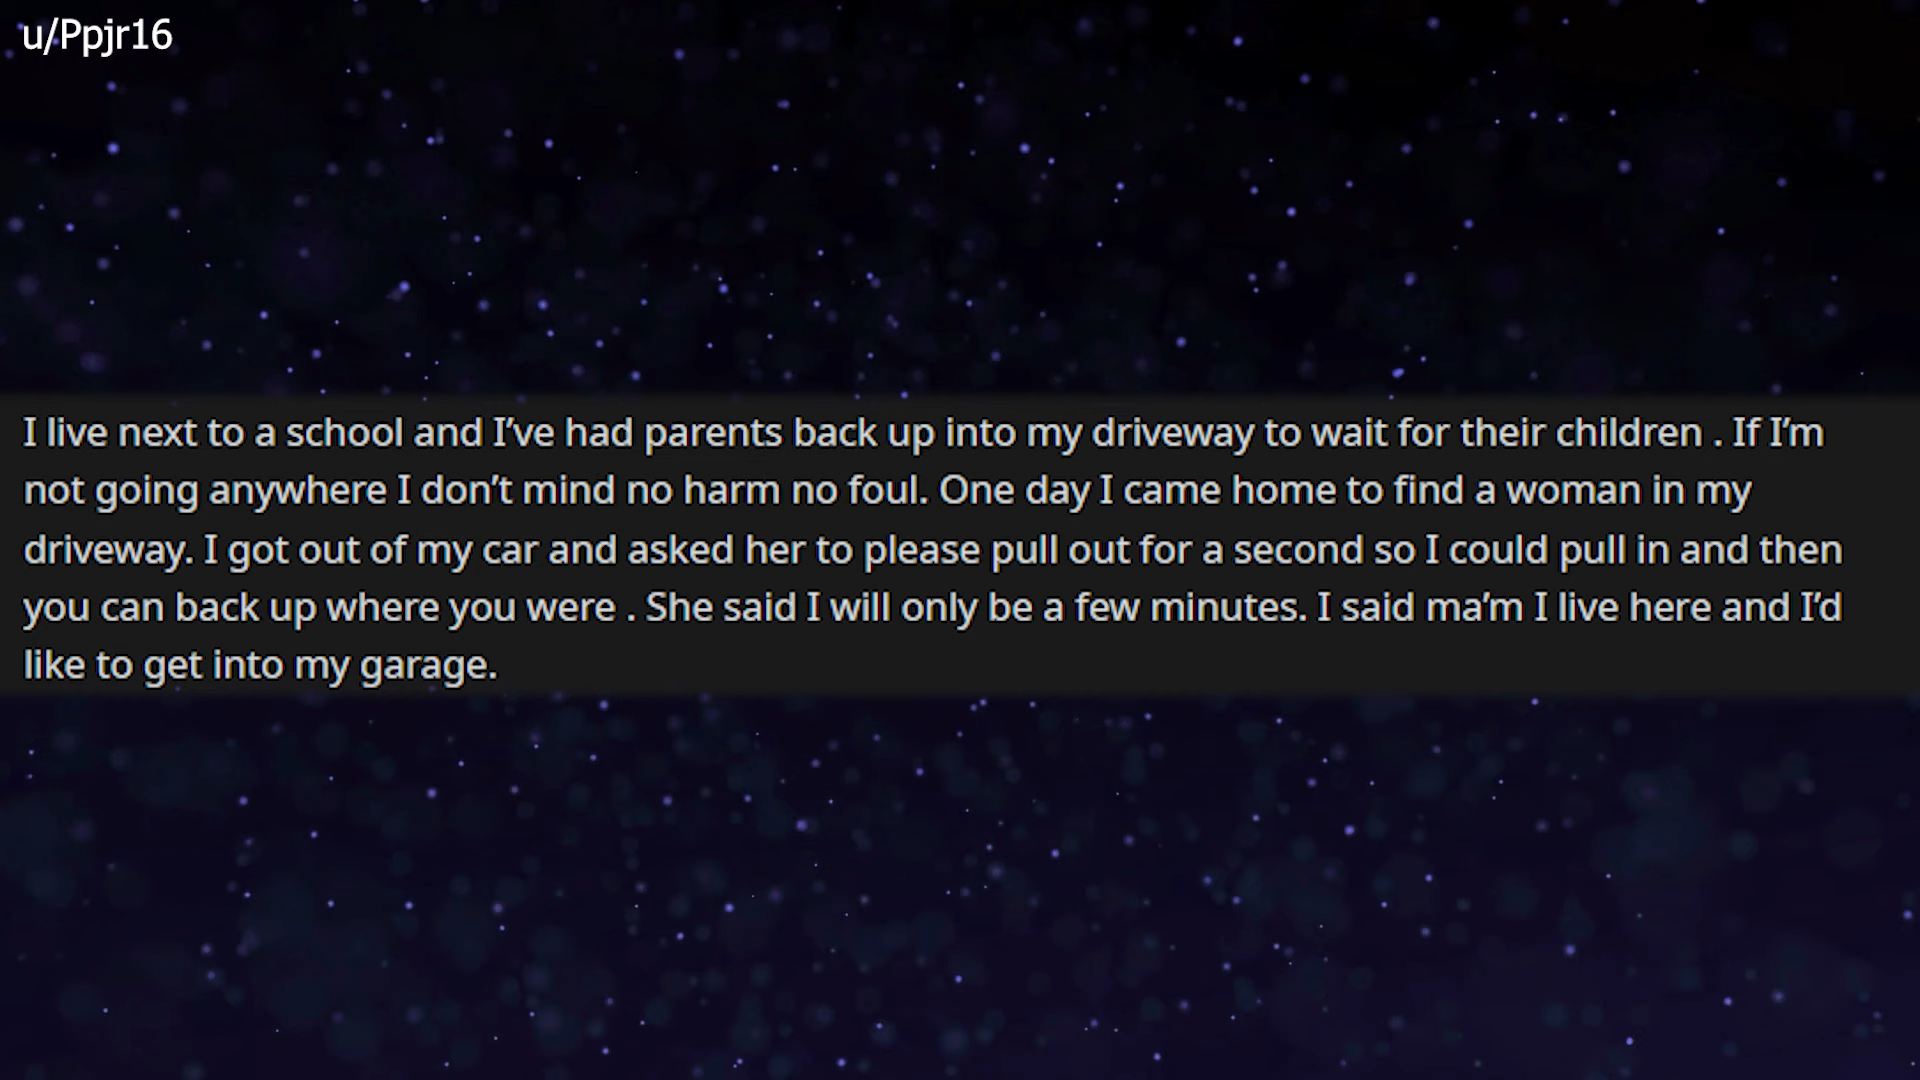 u/Ppjr16
I live next to a school and I’ve had parents back up into my driveway to wait for their children . If I’m
not going anywhere I don’t mind no harm no foul. One day I came home to find a woman in my
driveway. I got out of my car and asked her to please pull out for a second so I could pull in and then
you can back up where you were . She said I will only be a few minutes. I said ma’m I live here and I’d
like to get into my garage.